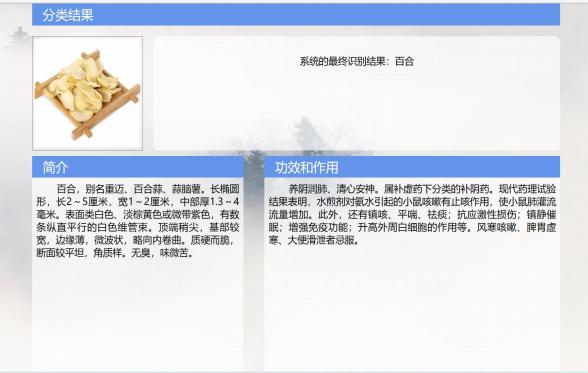 分类结果
系统的最终识别结果：百合
简介
百合，别名重迈、百合蒜、蒜脑薯。长椭圆
形，长2～5厘米，宽1～2厘米，中部厚1.3～4
毫米。表面类白色、淡棕黄色或微带紫色，有数
条纵直平行的白色维管束。顶端稍尖，基部较
宽，边缘薄，微波状，略向内卷曲。质硬而脆，
断面较平坦，角质样。无臭，味微苦。
功效和作用
养阴润肺、清心安神。属补虚药下分类的补阴药。现代药理试验
结果表明，水煎剂对氨水引起的小鼠咳嗽有止咳作用，使小鼠肺灌流
流量增加。此外，还有镇咳、平喘、祛痰；抗应激性损伤；镇静催
眠；增强免疫功能；升高外周白细胞的作用等。风寒咳嗽、脾胃虚
寒、大便滑泄者忌服。